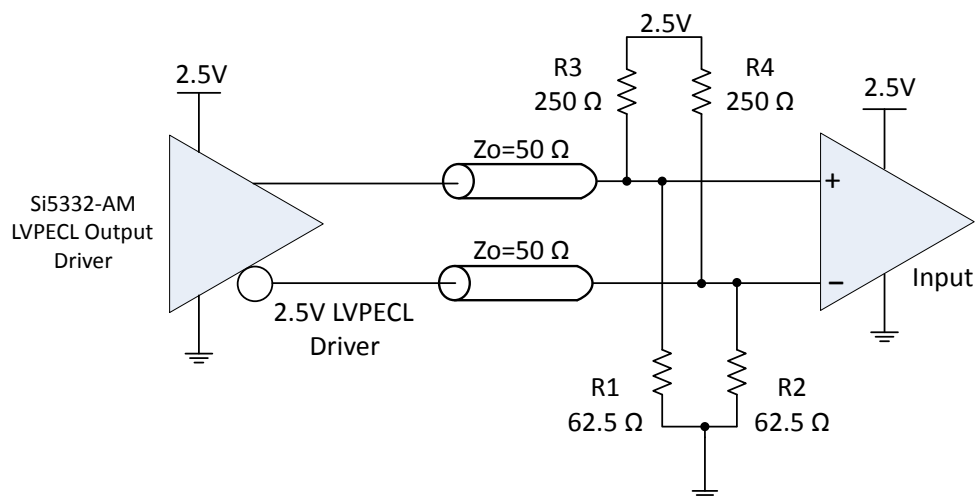 2.5V
R3
250 Ω
R4
250 Ω
2.5V
2.5V
Zo=50 Ω
Si5332-AM
LVPECL Output
Driver
+
Zo=50 Ω
−
Input
2.5V LVPECL
Driver
R1
62.5 Ω
R2
62.5 Ω